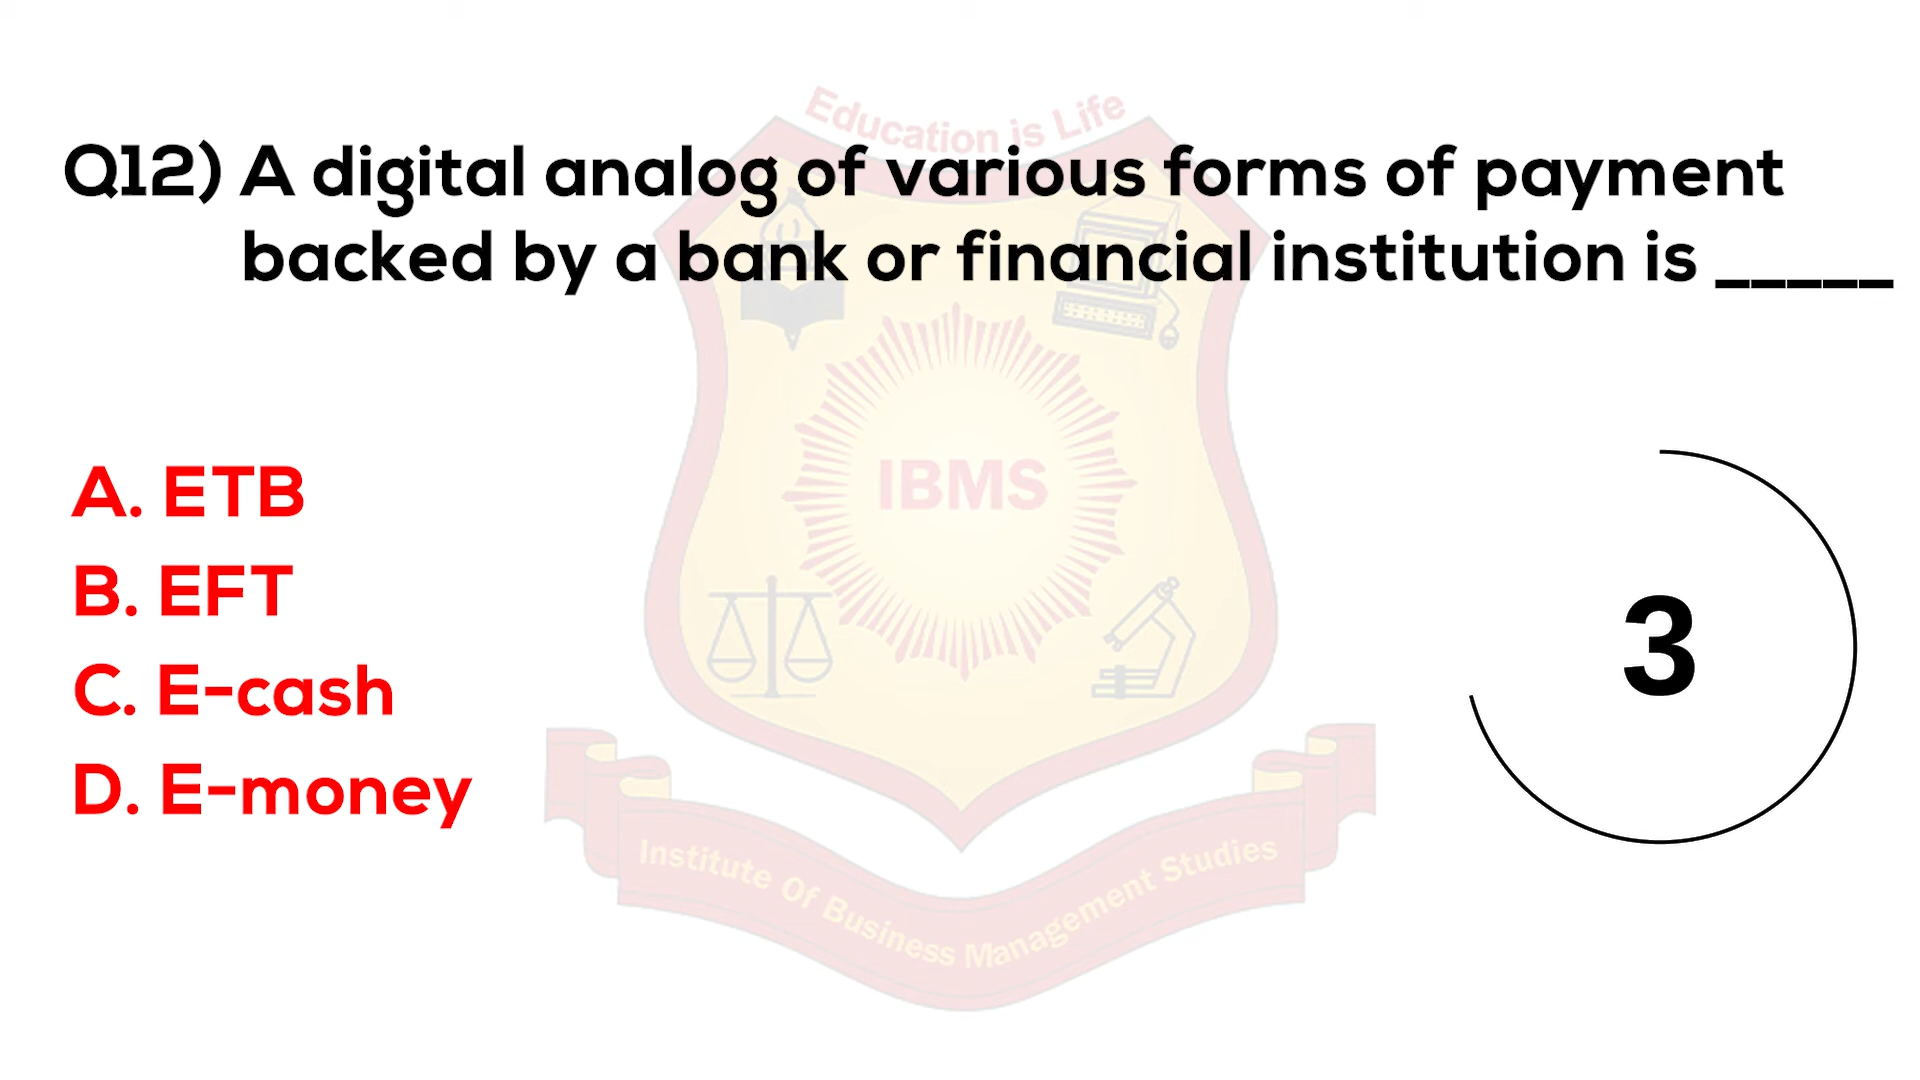 Education is Life
Q12) A digital analog of various forms of payment
backed by a bank or financial institution is _____
IBMS
A. ETB
B. EFT
C. E-cash
D. E-money
3
Institute Of Business Management Studies